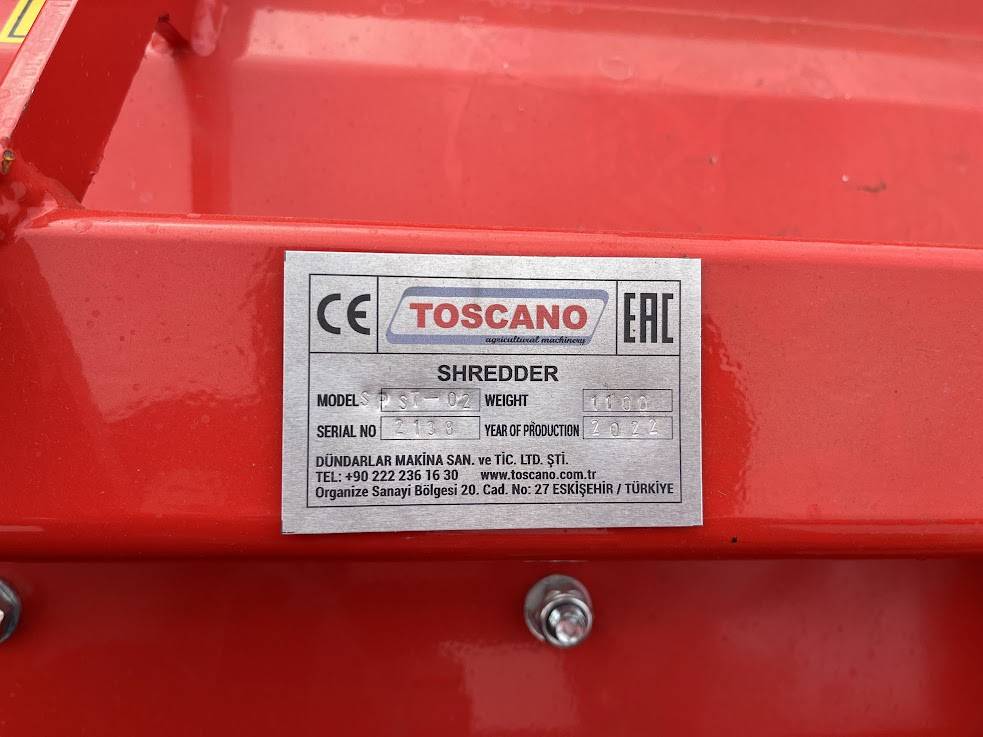 CE TOSCANO EAC
agricultural machinery
SHREDDER
MODEL SPST-02 WEIGHT 1100
SERIAL NO 2138 YEAR OF PRODUCTION 2022
DÜNDARLAR MAKİNA SAN. ve TİC. LTD. ŞTİ.
TEL: +90 222 236 16 30 www.toscano.com.tr
Organize Sanayi Bölgesi 20. Cad. No: 27 ESKİŞEHİR / TÜRKİYE